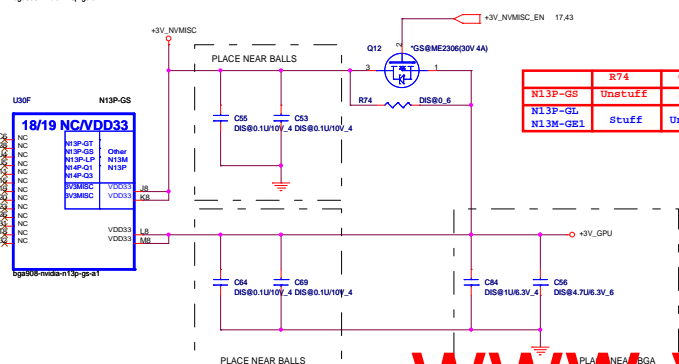 +3V_NVMISC
+3V_NVMISC_EN 17,43
PLACE NEAR BALLS
Q12 *GS@ME2306(30V 4A)
2
3 1
R74 DIS@0_6
R74
N13P-GS Unstuff
N13P-GL
N13M-GE1 Stuff
U30F N13P-GS
18/19 NC/VDD33
NC
NC
NC
NC
NC
NC
NC
NC
NC
NC
NC
NC
N13P-GT
N13P-GS
N13P-LP
N14P-Q1
N14P-Q3
Other
N13M
N13P
3V3MISC VDD33 J8
3V3MISC VDD33 K8
VDD33 L8
VDD33 M8
bga908-nvidia-n13p-gs-a1
C55
DIS@0.1U/10V_4
C53
DIS@0.1U/10V_4
+3V_GPU
C64
DIS@0.1U/10V_4
C69
DIS@0.1U/10V_4
C84
DIS@1U/6.3V_4
C56
DIS@4.7U/6.3V_6
PLACE NEAR BALLS
PLACE NEAR BGA